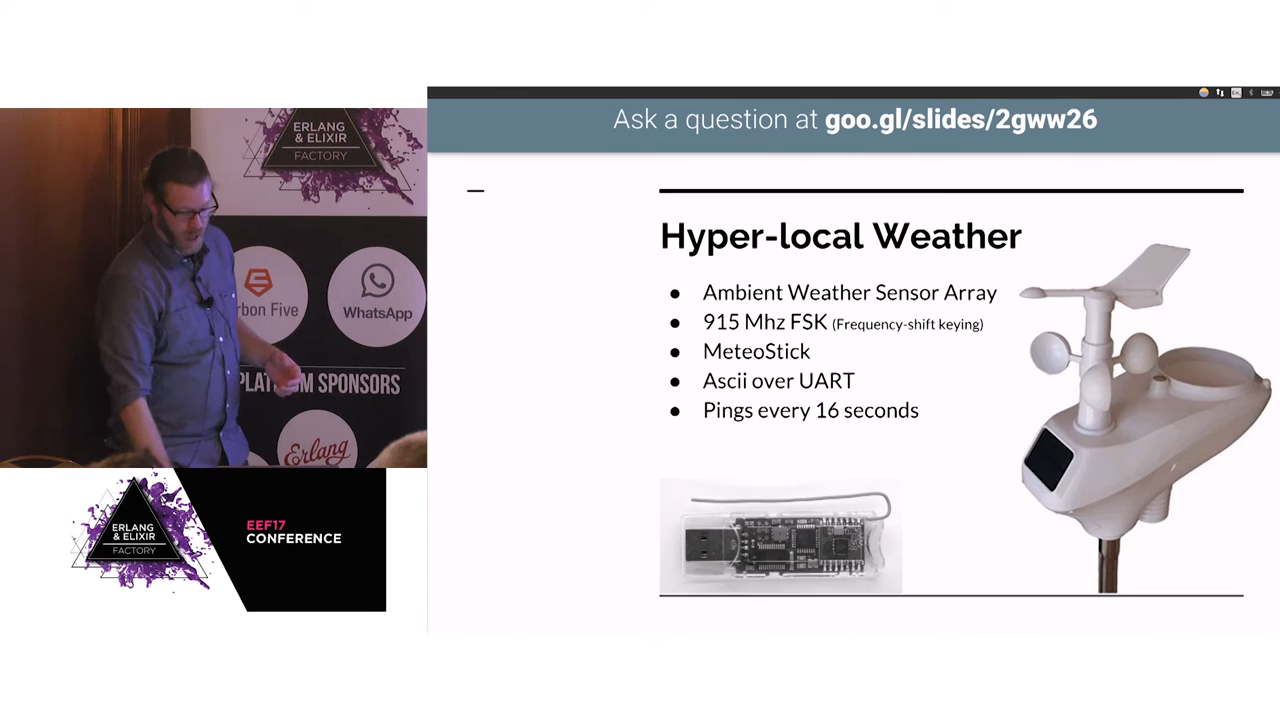 Ask a question at goo.gl/slides/2gww26
ERLANG
& ELIXIR
FACTORY
rbon Five
WhatsApp
PLATINUM SPONSORS
Erlang
Hyper-local Weather
● Ambient Weather Sensor Array
● 915 Mhz FSK (Frequency-shift keying)
● MeteoStick
● Ascii over UART
● Pings every 16 seconds
ERLANG
& ELIXIR
FACTORY
EEF17
CONFERENCE